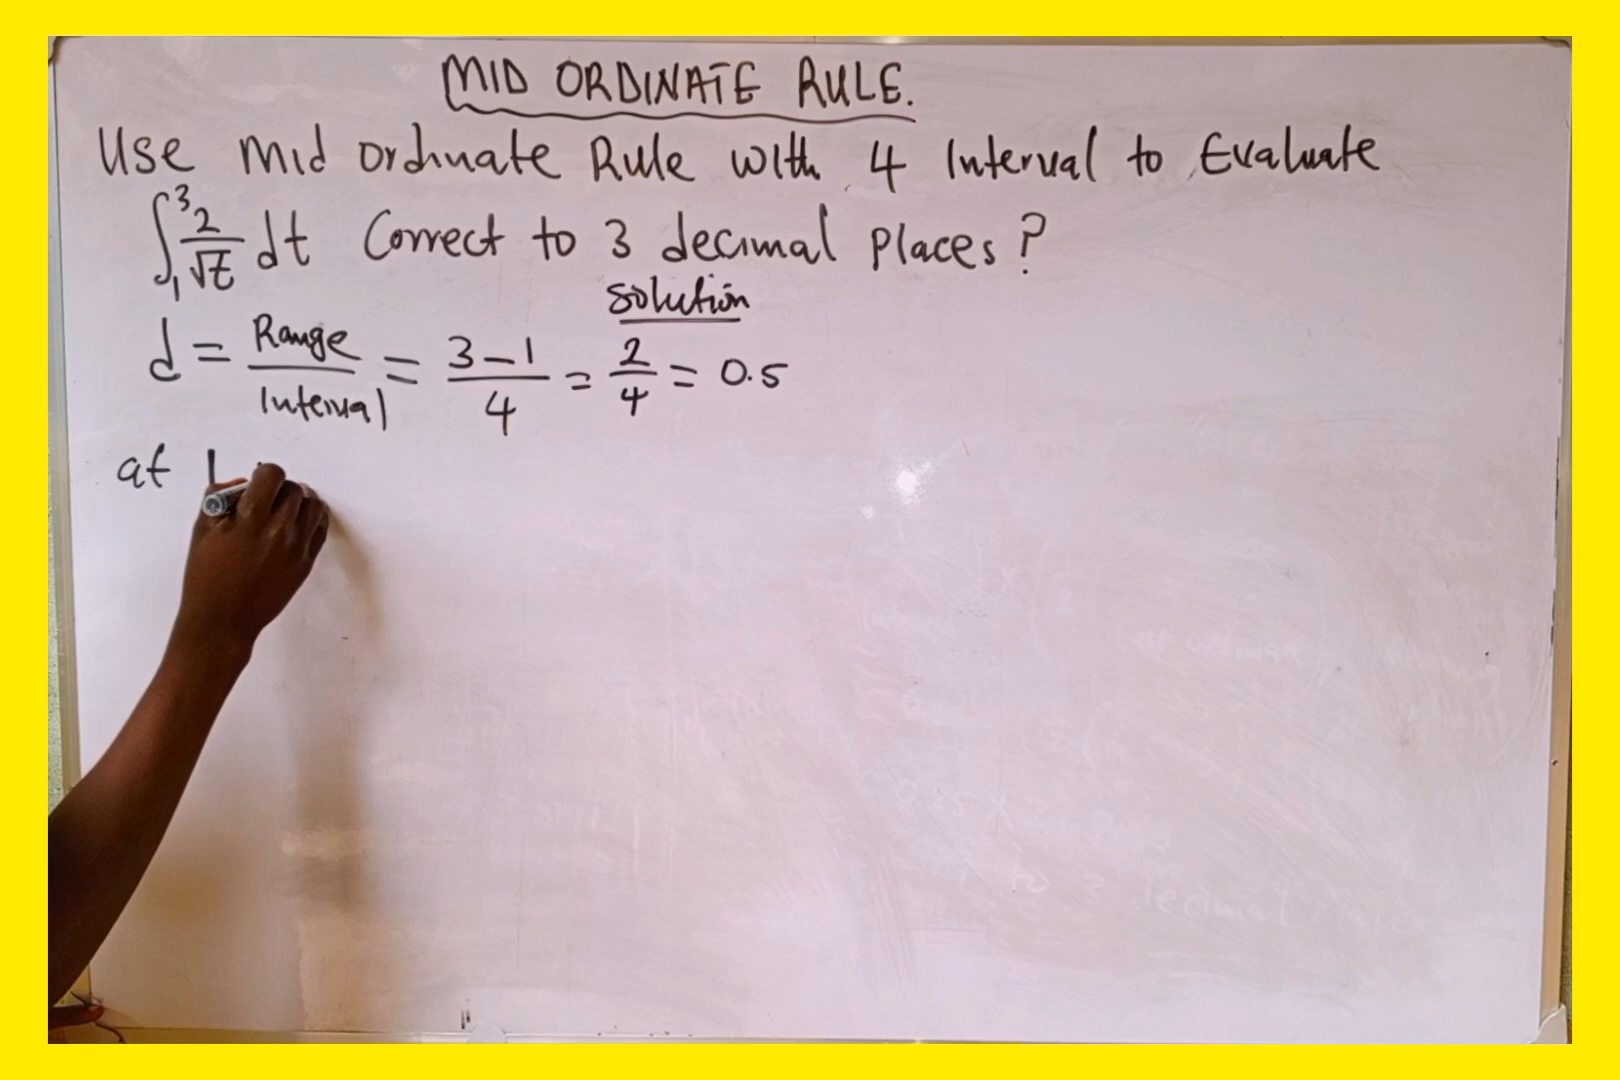 MID ORDINATE RULE.
Use Mid Ordinate Rule with 4 Interval to Evaluate
∫₁³ 2/√t dt Correct to 3 decimal Places?
Solution
d = Range/Interval = 3-1/4 = 2/4 = 0.5
at